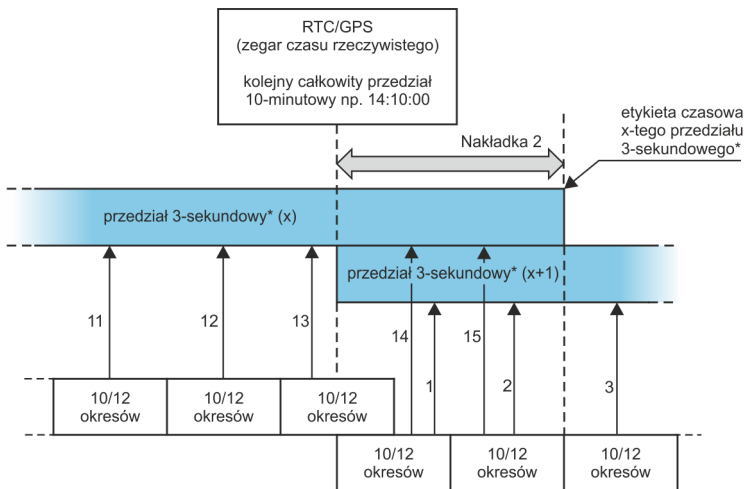 RTC/GPS
(zegar czasu rzeczywistego)
kolejny całkowity przedział
10-minutowy np. 14:10:00
etykieta czasowa
x-tego przedziału
3-sekundowego*
Nakładka 2
przedział 3-sekundowy* (x)
przedział 3-sekundowy* (x+1)
11
12
13
14
15
1
2
3
10/12
okresów
10/12
okresów
10/12
okresów
10/12
okresów
10/12
okresów
10/12
okresów